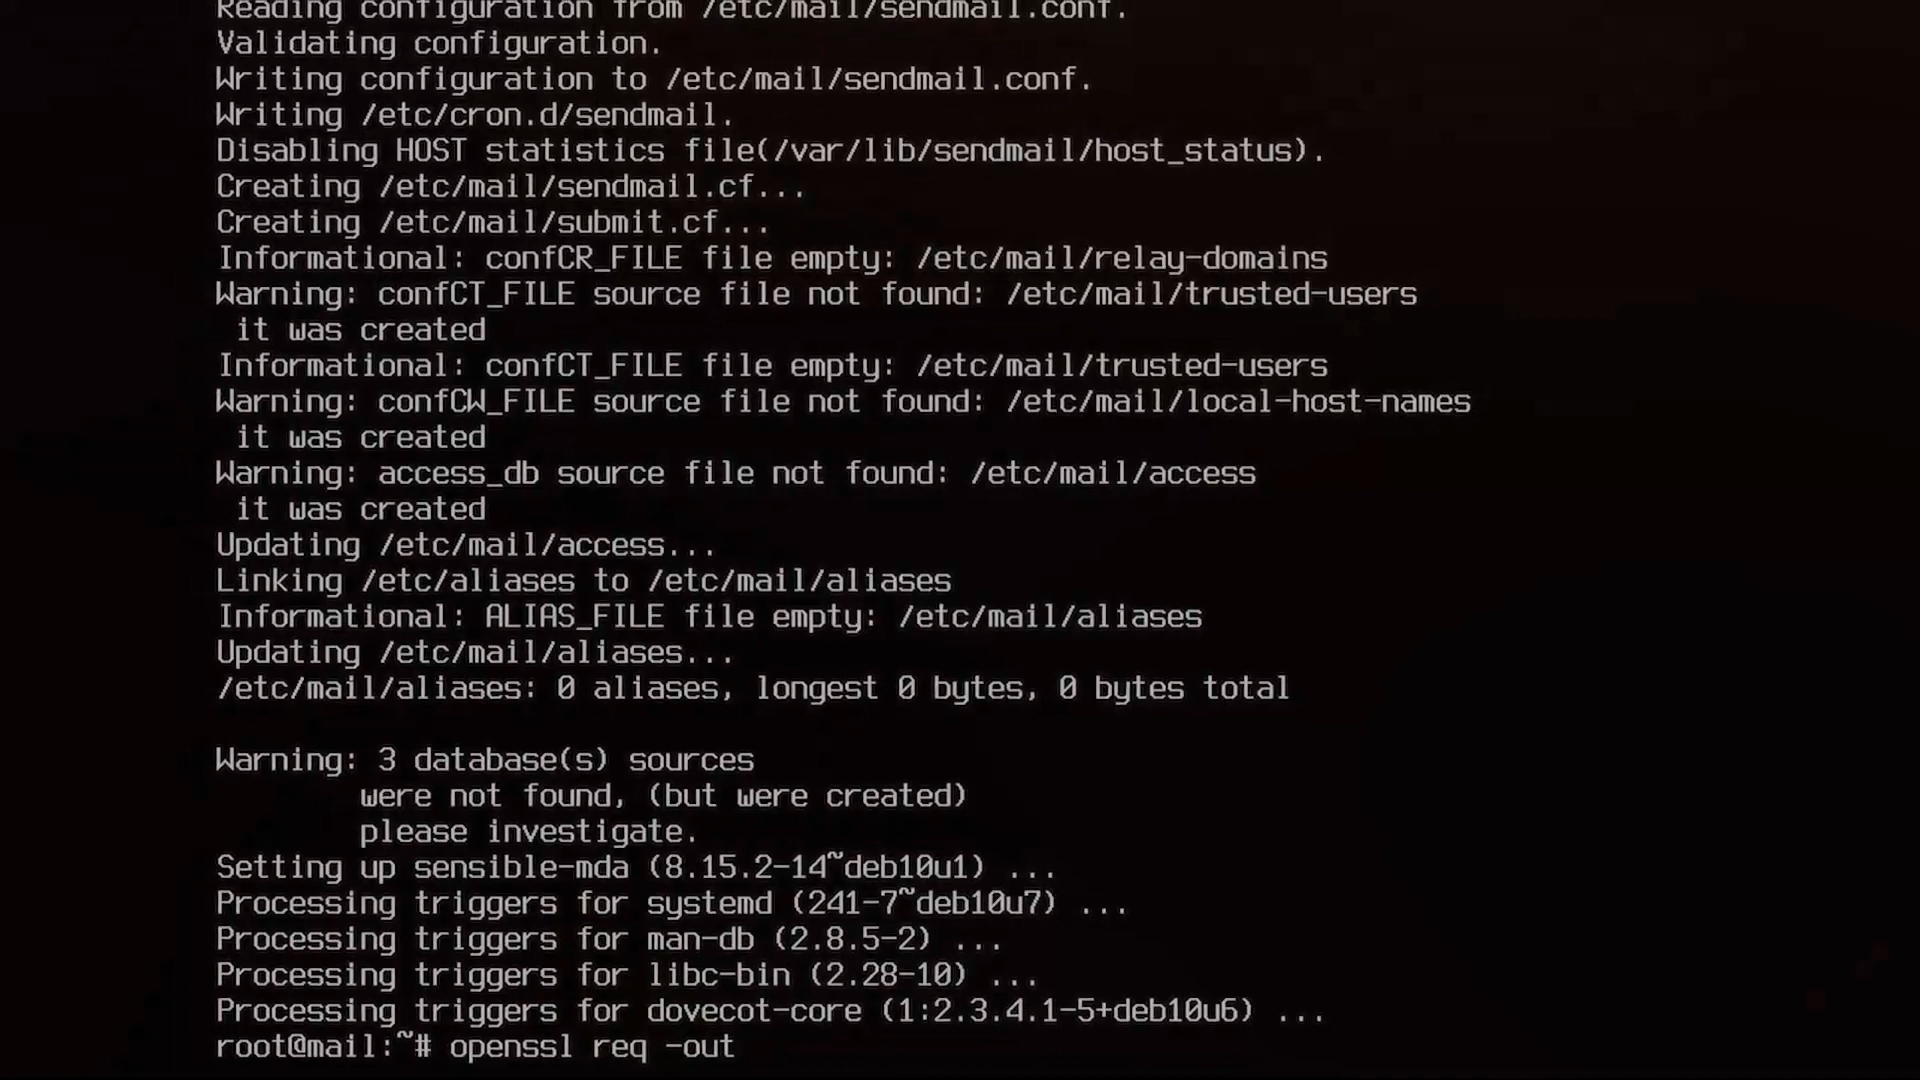 Reading configuration from /etc/mail/sendmail.conf.
Validating configuration.
Writing configuration to /etc/mail/sendmail.conf.
Writing /etc/cron.d/sendmail.
Disabling HOST statistics file(/var/lib/sendmail/host_status).
Creating /etc/mail/sendmail.cf...
Creating /etc/mail/submit.cf...
Informational: confCR_FILE file empty: /etc/mail/relay-domains
Warning: confCT_FILE source file not found: /etc/mail/trusted-users
 it was created
Informational: confCT_FILE file empty: /etc/mail/trusted-users
Warning: confCW_FILE source file not found: /etc/mail/local-host-names
 it was created
Warning: access_db source file not found: /etc/mail/access
 it was created
Updating /etc/mail/access...
Linking /etc/aliases to /etc/mail/aliases
Informational: ALIAS_FILE file empty: /etc/mail/aliases
Updating /etc/mail/aliases...
/etc/mail/aliases: 0 aliases, longest 0 bytes, 0 bytes total
Warning: 3 database(s) sources
        were not found, (but were created)
        please investigate.
Setting up sensible-mda (8.15.2-14~deb10u1) ...
Processing triggers for systemd (241-7~deb10u7) ...
Processing triggers for man-db (2.8.5-2) ...
Processing triggers for libc-bin (2.28-10) ...
Processing triggers for dovecot-core (1:2.3.4.1-5+deb10u6) ...
root@mail:~# openssl req -out